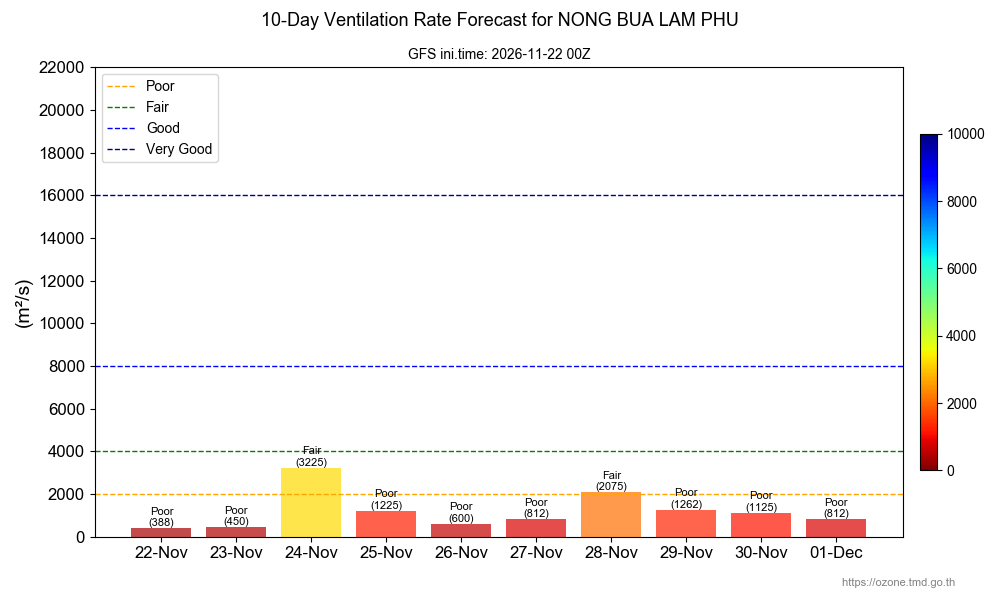 10-Day Ventilation Rate Forecast for NONG BUA LAM PHU
GFS ini.time: 2026-11-22 00Z
(m²/s)
22000
20000
18000
16000
14000
12000
10000
8000
6000
4000
2000
0
Poor
Fair
Good
Very Good
Poor
(388)
Poor
(450)
Fair
(3225)
Poor
(1225)
Poor
(600)
Poor
(812)
Fair
(2075)
Poor
(1262)
Poor
(1125)
Poor
(812)
22-Nov 23-Nov 24-Nov 25-Nov 26-Nov 27-Nov 28-Nov 29-Nov 30-Nov 01-Dec
10000
8000
6000
4000
2000
0
https://ozone.tmd.go.th